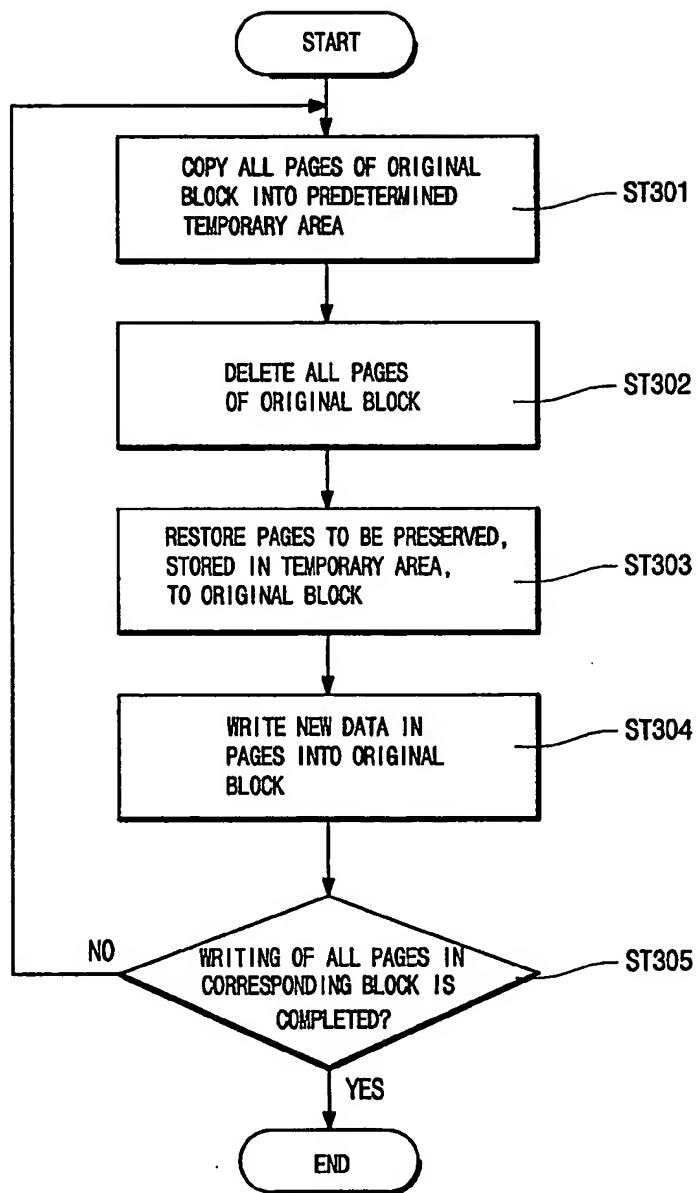 START
COPY ALL PAGES OF ORIGINAL
BLOCK INTO PREDETERMINED
TEMPORARY AREA
ST301
DELETE ALL PAGES
OF ORIGINAL BLOCK
ST302
RESTORE PAGES TO BE PRESERVED,
STORED IN TEMPORARY AREA,
TO ORIGINAL BLOCK
ST303
WRITE NEW DATA IN
PAGES INTO ORIGINAL
BLOCK
ST304
NO
WRITING OF ALL PAGES IN
CORRESPONDING BLOCK IS
COMPLETED?
ST305
YES
END